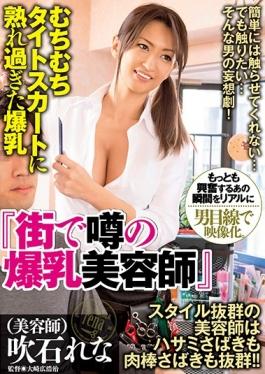 簡単には触らせてくれない…
でも触りたい…
そんな男の妄想劇!
むちむち
タイトスカートに
熟れ過ぎた爆乳
もっとも
興奮するあの
瞬間をリアルに
男目線で
映像化。
『街で噂の
爆乳美容師』
スタイル抜群の
美容師は
ハサミさばきも
肉棒さばきも抜群!!
(美容師)
吹石れな
監督◉大崎広浩治